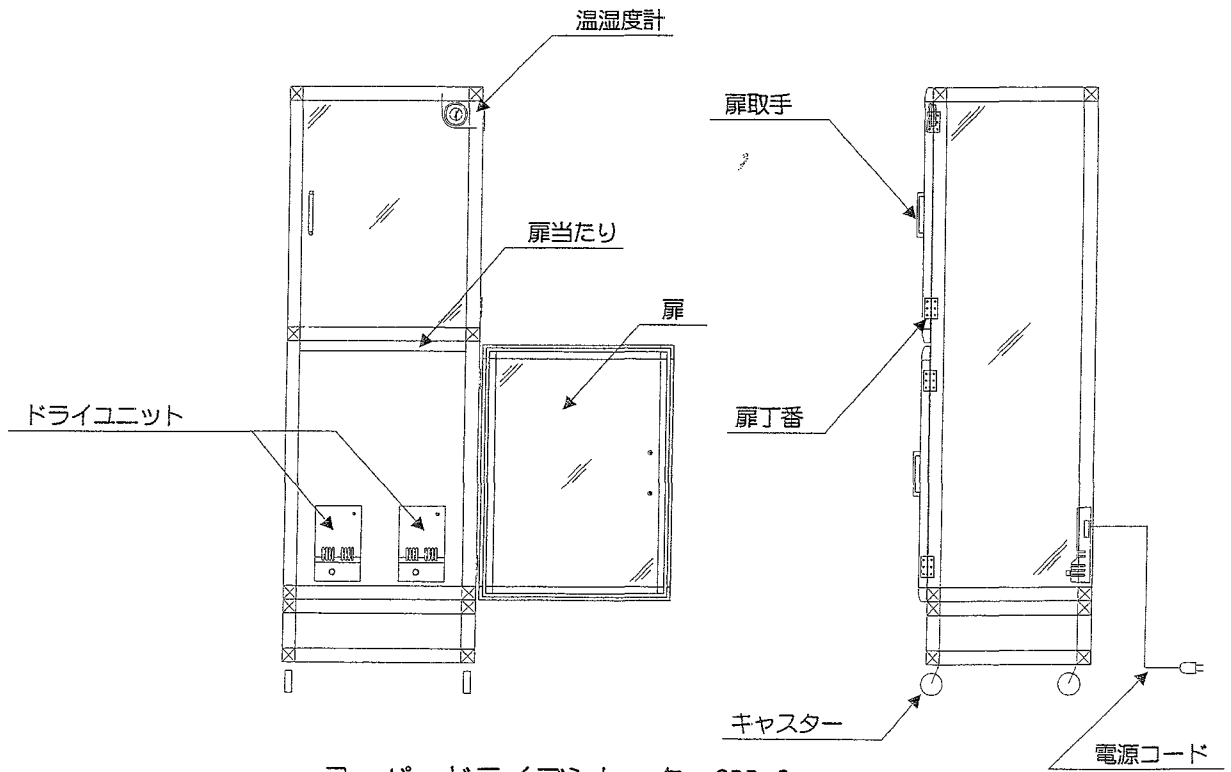 温湿度計
扉取手
扉当たり
扉
ドライユニット
扉丁番
キャスター
電源コード